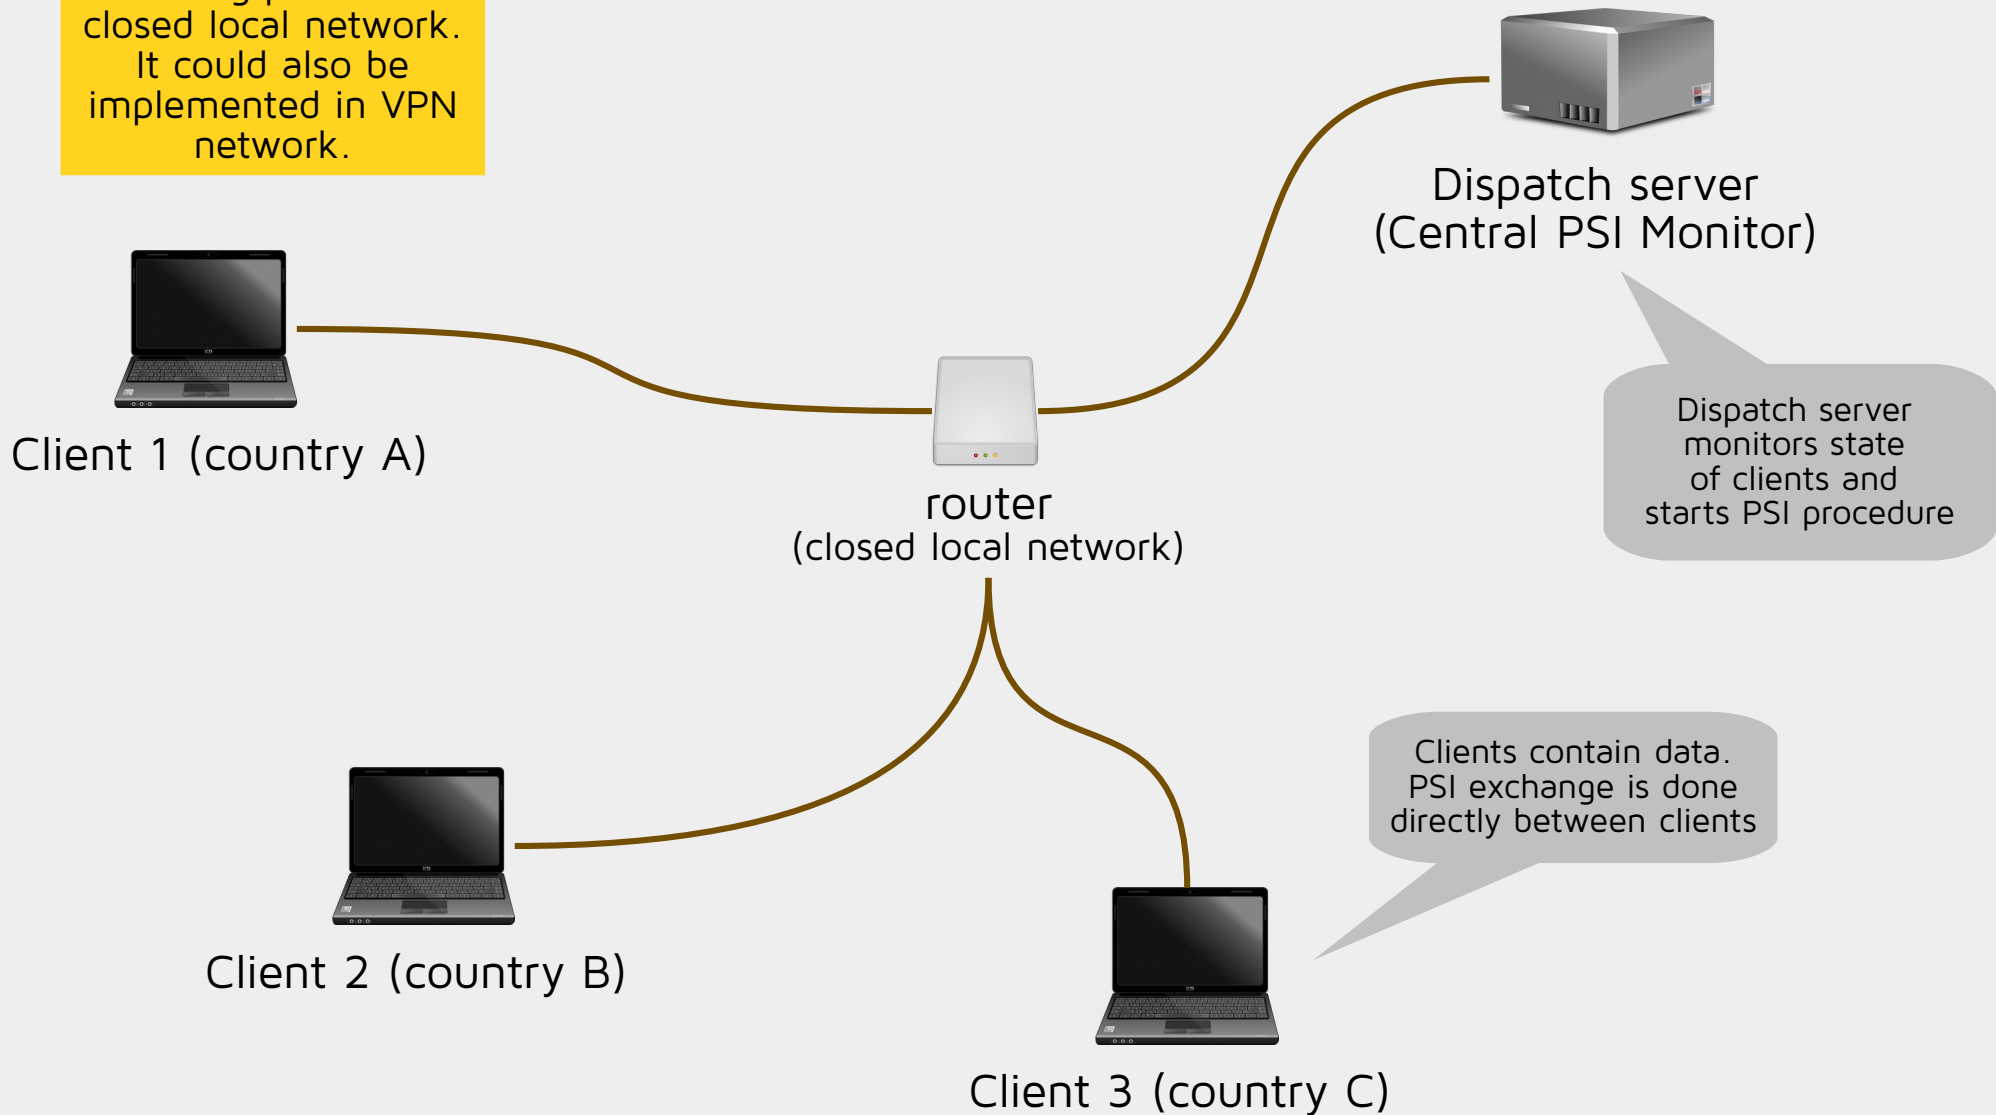 closed local network.
It could also be
implemented in VPN
network.
Dispatch server
(Central PSI Monitor)
Client 1 (country A)
Dispatch server
monitors state
of clients and
starts PSI procedure
router
(closed local network)
Clients contain data.
PSI exchange is done
directly between clients
Client 2 (country B)
Client 3 (country C)